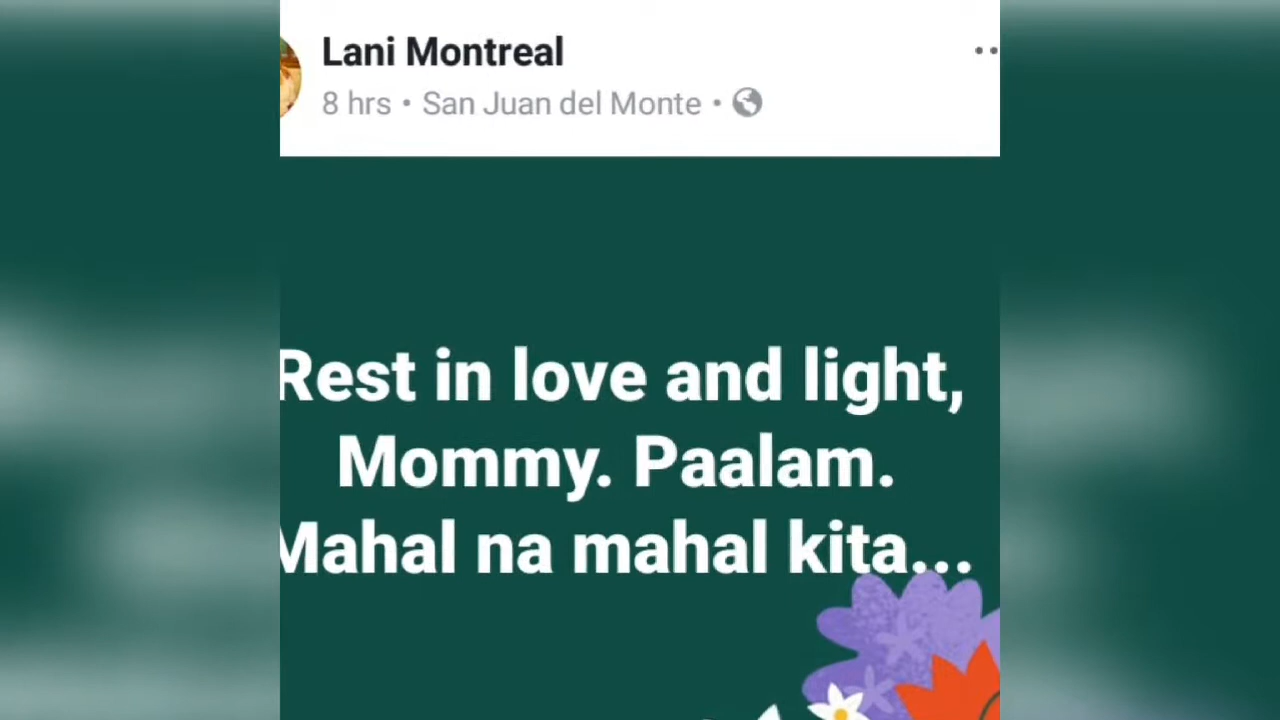 Lani Montreal
8 hrs • San Juan del Monte •
Rest in love and light,
Mommy. Paalam.
Mahal na mahal kita...